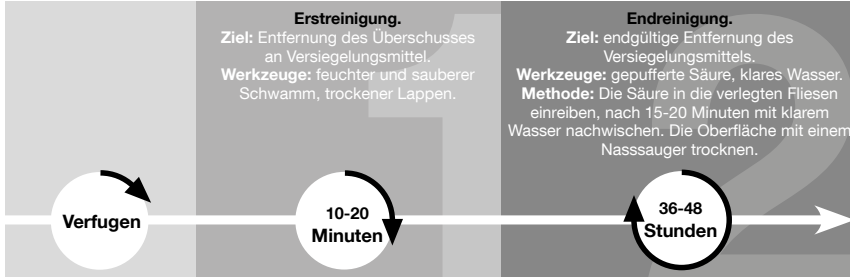 Erstreinigung.
Ziel: Entfernung des Überschusses
an Versiegelungsmittel.
Werkzeuge: feuchter und sauberer
Schwamm, trockener Lappen.
1
Endreinigung.
Ziel: endgültige Entfernung des
Versiegelungsmittels.
Werkzeuge: gepufferte Säure, klares Wasser.
Methode: Die Säure in die verlegten Fliesen
einreiben, nach 15-20 Minuten mit klarem
Wasser nachwischen. Die Oberfläche mit einem
Nasssauger trocknen.
2
Verfugen
10-20
Minuten
36-48
Stunden